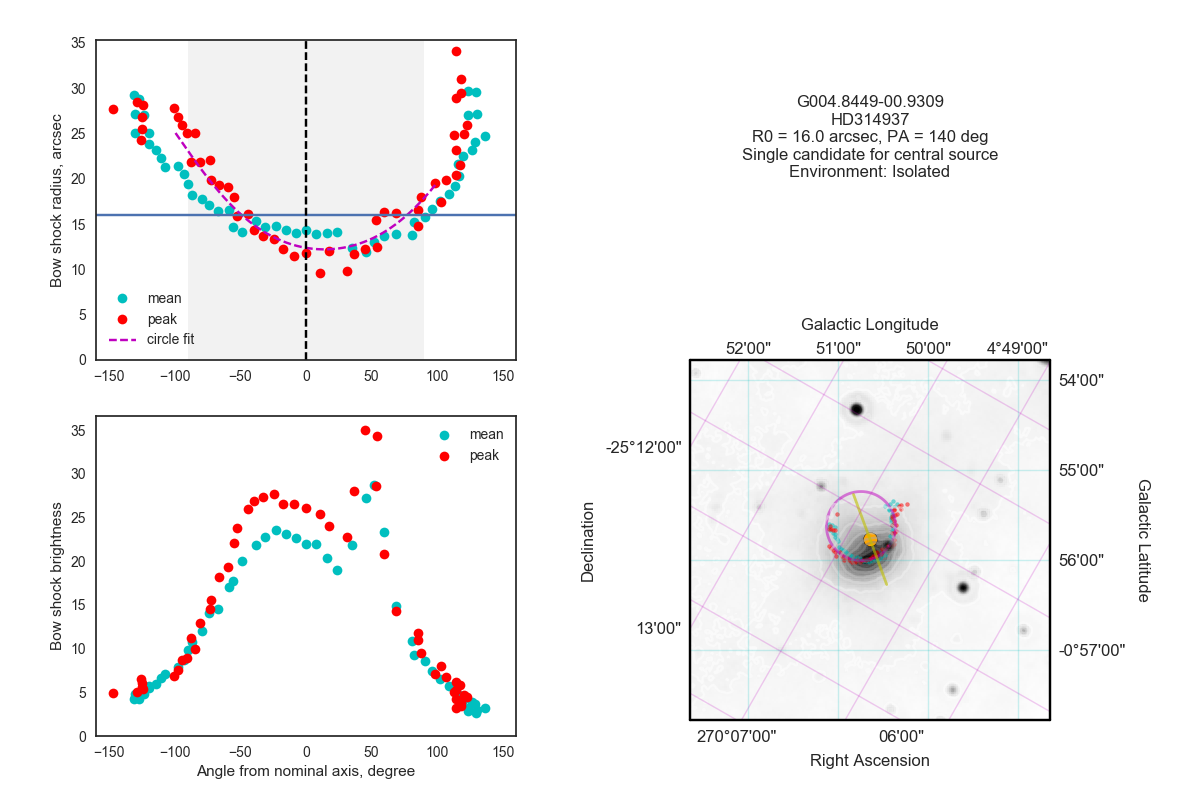 35
30
25
20
15
10
5
0
Bow shock radius, arcsec
mean
peak
circle fit
−150
−100
−50
0
50
100
150
G004.8449-00.9309
HD314937
R0 = 16.0 arcsec, PA = 140 deg
Single candidate for central source
Environment: Isolated
35
30
25
20
15
10
5
0
Bow shock brightness
mean
peak
−150
−100
−50
0
50
100
150
Angle from nominal axis, degree
Galactic Longitude
52'00"
51'00"
50'00"
4°49'00"
54'00"
55'00"
56'00"
-0°57'00"
Galactic Latitude
-25°12'00"
13'00"
Declination
270°07'00"
06'00"
Right Ascension